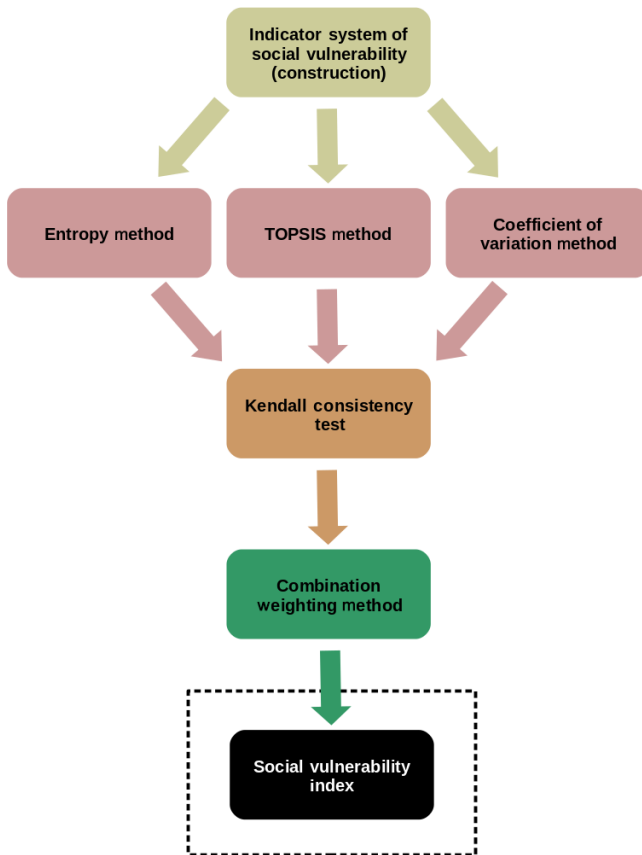 Indicator system of
social vulnerability
(construction)
Entropy method
TOPSIS method
Coefficient of
variation method
Kendall consistency
test
Combination
weighting method
Social vulnerability
index